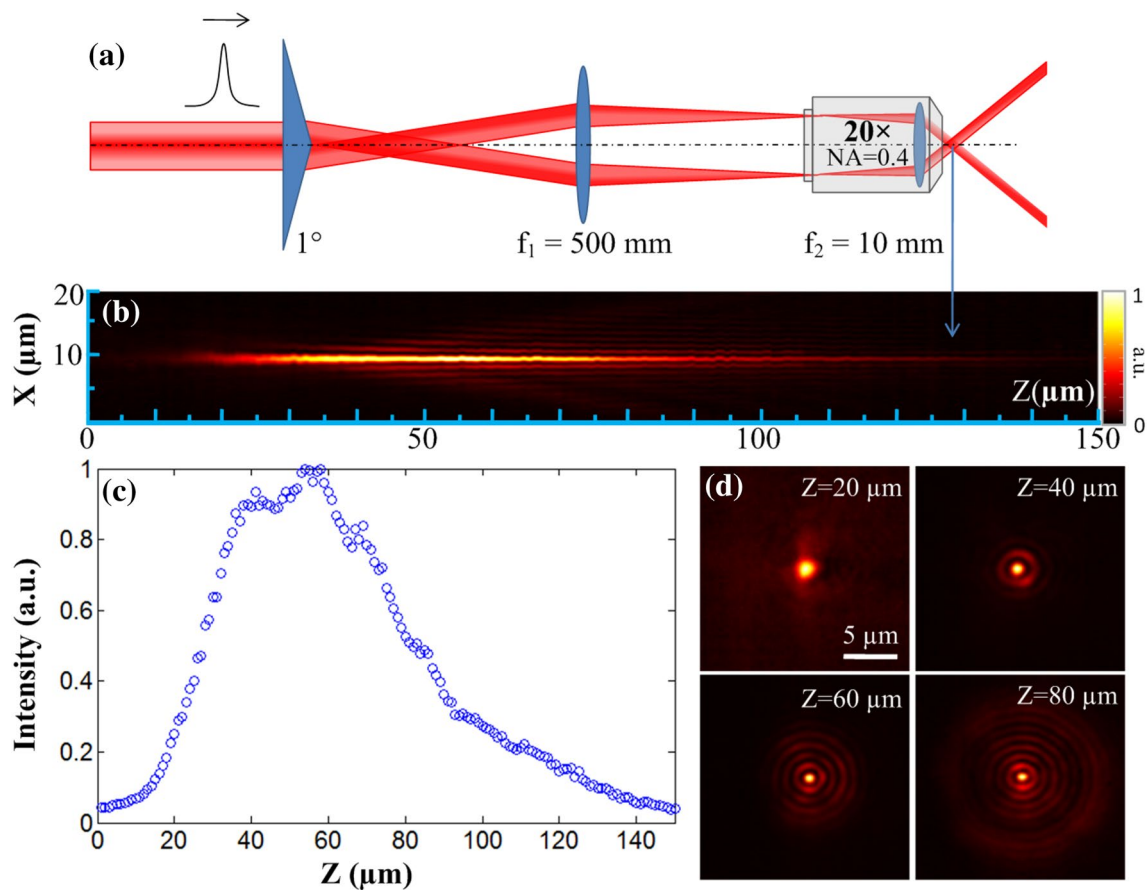 (a)
20×
NA=0.4
1°
f₁ = 500 mm
f₂ = 10 mm
(b)
X (μm)
20
10
Z(μm)
0
50
100
150
1
a.u.
0
(c)
Intensity (a.u.)
1
0.8
0.6
0.4
0.2
0
0
20
40
60
80
100
120
140
Z (μm)
(d)
Z=20 μm
Z=40 μm
5 μm
Z=60 μm
Z=80 μm